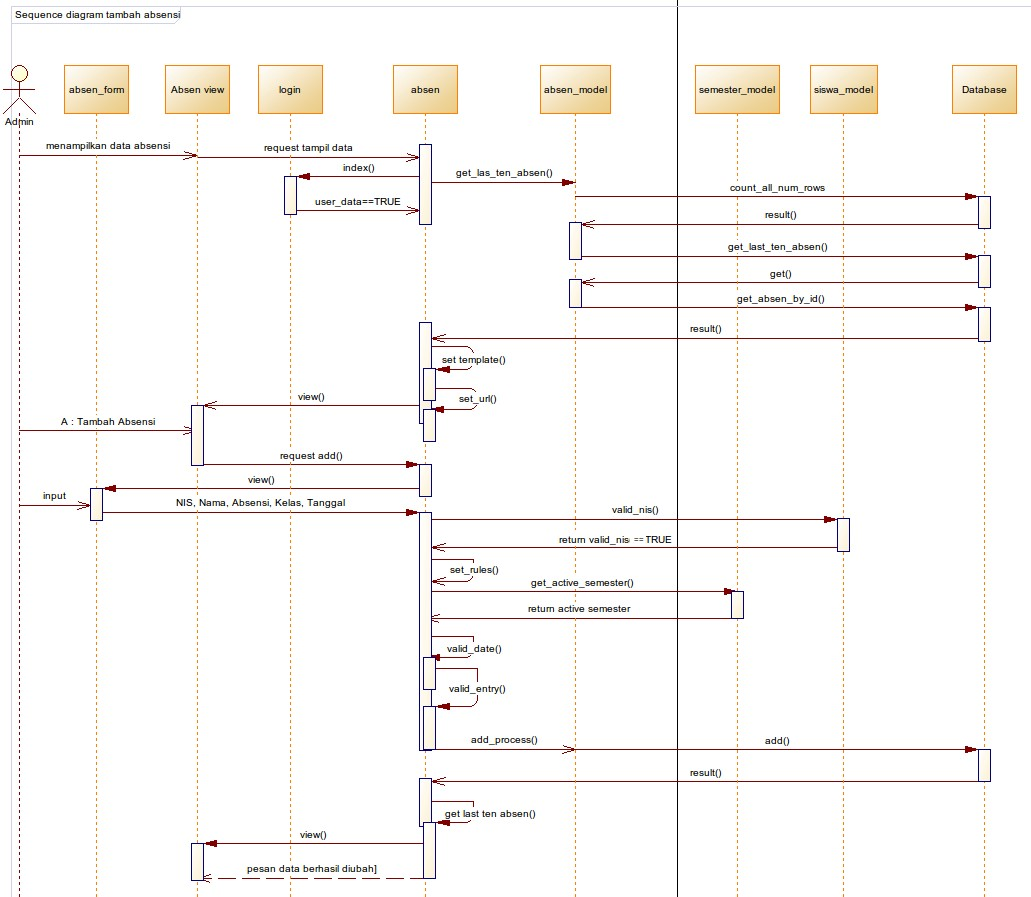 Sequence diagram tambah absensi
absen_form
Absen view
login
absen
absen_model
semester_model
siswa_model
Database
Admin
menampilkan data absensi
request tampil data
index()
get_las_ten_absen()
count_all_num_rows
user_data==TRUE
result()
get_last_ten_absen()
get()
get_absen_by_id()
result()
set template()
view()
set_url()
A : Tambah Absensi
request add()
view()
input
NIS, Nama, Absensi, Kelas, Tanggal
valid_nis()
return valid_nis ==TRUE
set_rules()
get_active_semester()
return active semester
valid_date()
valid_entry()
add_process()
add()
result()
get last ten absen()
view()
pesan data berhasil diubah]